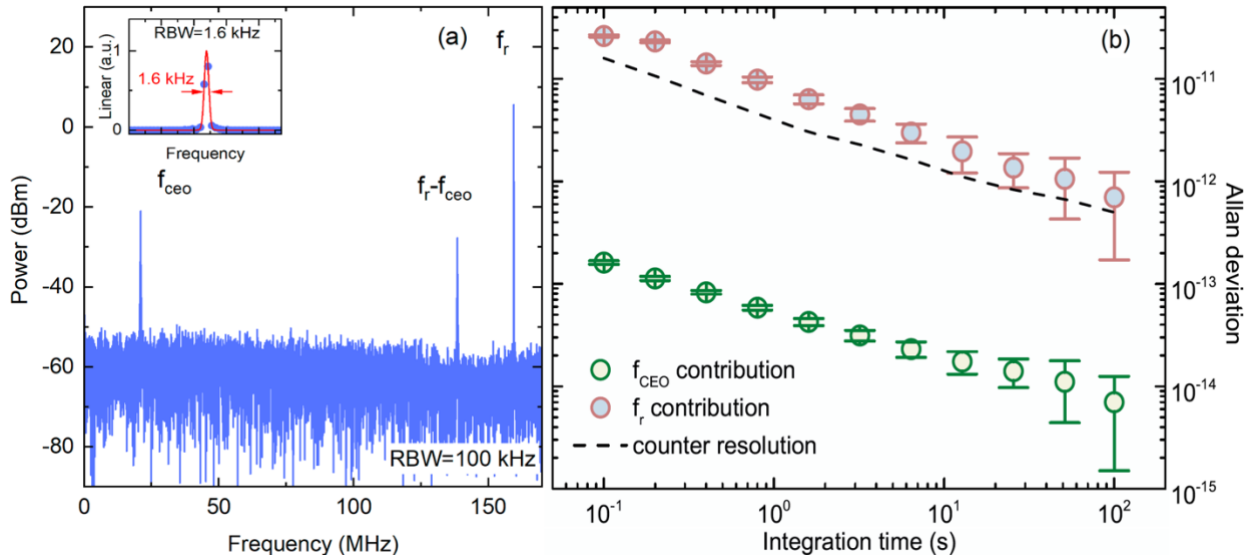 (a)
RBW=1.6 kHz
1.6 kHz
1
0
Linear (a.u.)
Frequency
f_r
f_ceo
f_r-f_ceo
20
0
-20
-40
-60
-80
Power (dBm)
RBW=100 kHz
0 50 100 150
Frequency (MHz)
(b)
f_CEO contribution
f_r contribution
counter resolution
10^-11
10^-12
10^-13
10^-14
10^-15
Allan deviation
10^-1 10^0 10^1 10^2
Integration time (s)